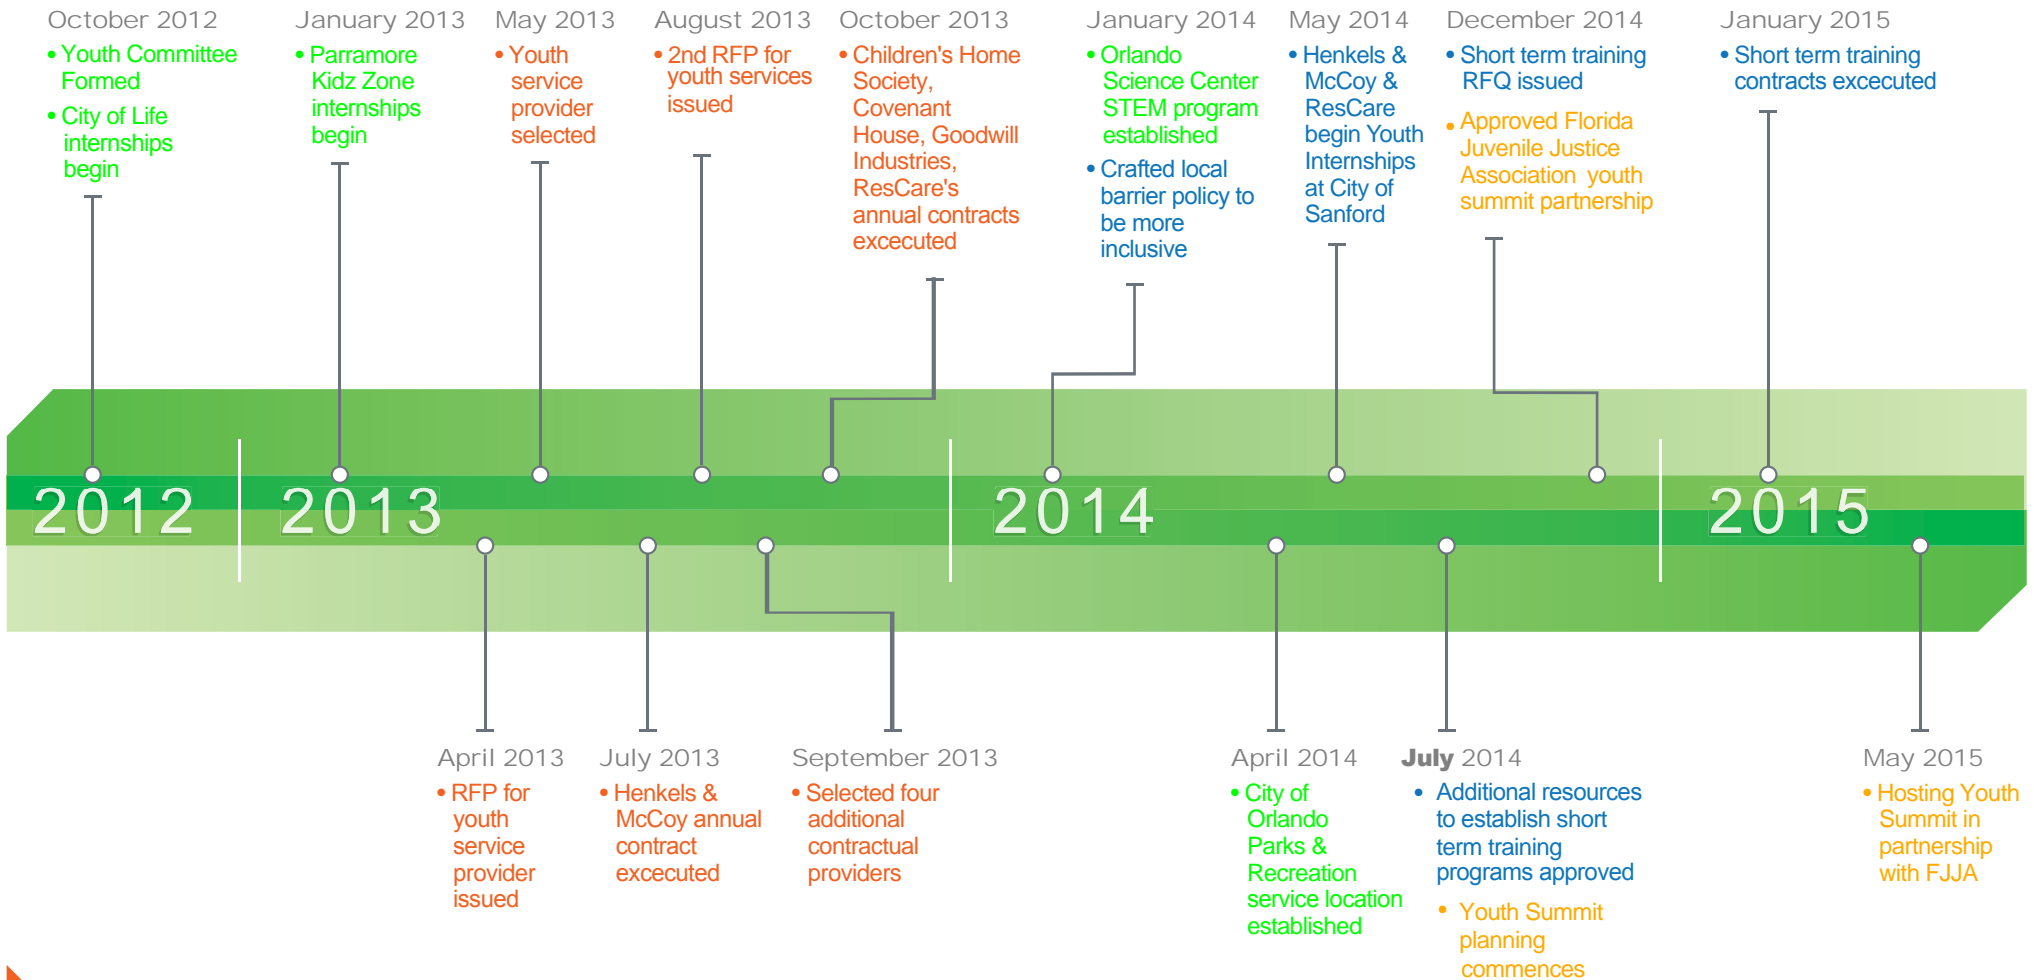 October 2012
• Youth Committee
Formed
• City of Life
internships
begin
January 2013
• Parramore
Kidz Zone
internships
begin
May 2013
• Youth
service
provider
selected
August 2013
• 2nd RFP for
youth services
issued
October 2013
• Children's Home
Society,
Covenant
House, Goodwill
Industries,
ResCare's
annual contracts
excecuted
January 2014
• Orlando
Science Center
STEM program
established
• Crafted local
barrier policy to
be more
inclusive
May 2014
• Henkels &
McCoy &
ResCare
begin Youth
Internships
at City of
Sanford
December 2014
• Short term training
RFQ issued
• Approved Florida
Juvenile Justice
Association youth
summit partnership
January 2015
• Short term training
contracts excecuted
2012
2013
2014
2015
April 2013
• RFP for
youth
service
provider
issued
July 2013
• Henkels &
McCoy annual
contract
excecuted
September 2013
• Selected four
additional
contractual
providers
April 2014
• City of
Orlando
Parks &
Recreation
service location
established
July 2014
• Additional resources
to establish short
term training
programs approved
• Youth Summit
planning
commences
May 2015
• Hosting Youth
Summit in
partnership
with FJJA